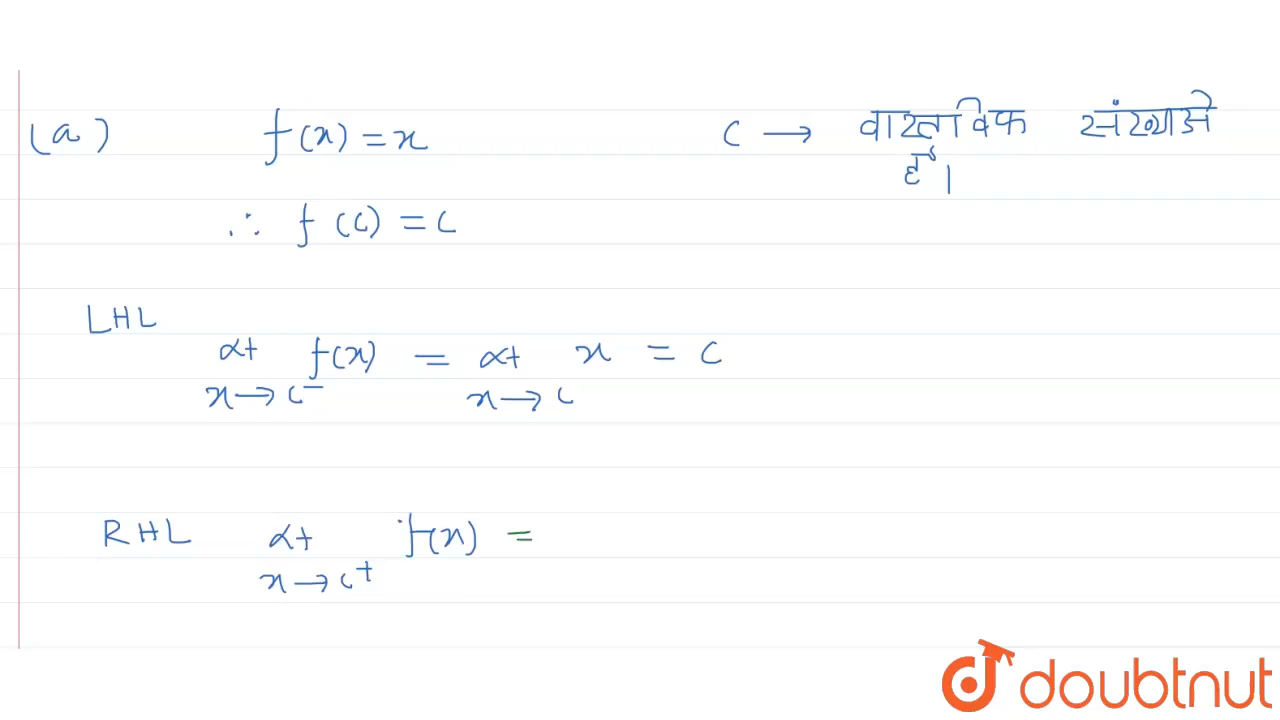 (a) f(x) = x C → वास्तविक संख्याओ
है।
∴ f(C) = C
LHL
Lt f(x) = Lt x = C
x → C⁻ x → C
RHL Lt f(x) =
x → C⁺
doubtnut